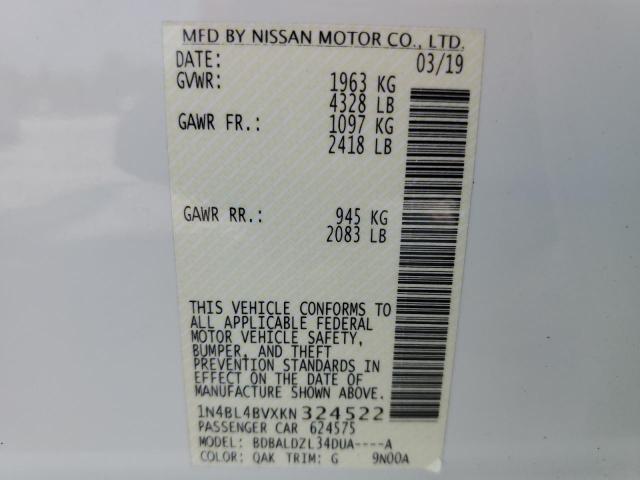 MFD BY NISSAN MOTOR CO., LTD.
DATE: 03/19
GVWR: 1963 KG
4328 LB
GAWR FR.: 1097 KG
2418 LB
GAWR RR.: 945 KG
2083 LB
THIS VEHICLE CONFORMS TO
ALL APPLICABLE FEDERAL
MOTOR VEHICLE SAFETY,
BUMPER, AND THEFT
PREVENTION STANDARDS IN
EFFECT ON THE DATE OF
MANUFACTURE SHOWN ABOVE.
1N4BL4BVXKN324522
PASSENGER CAR 624575
MODEL: BDBALDZL34DUA----A
COLOR: QAK TRIM: G 9N00A